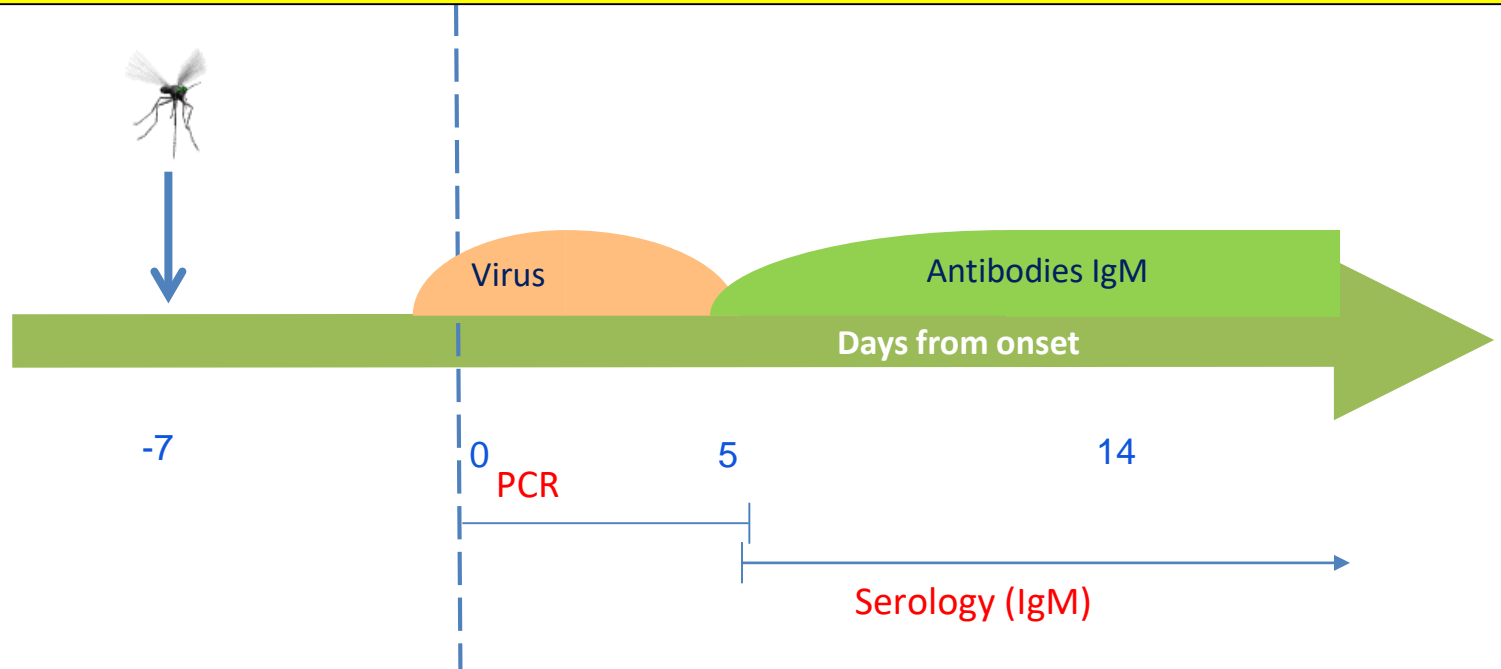 Virus
Antibodies IgM
Days from onset
-7
0
5
14
PCR
Serology (IgM)